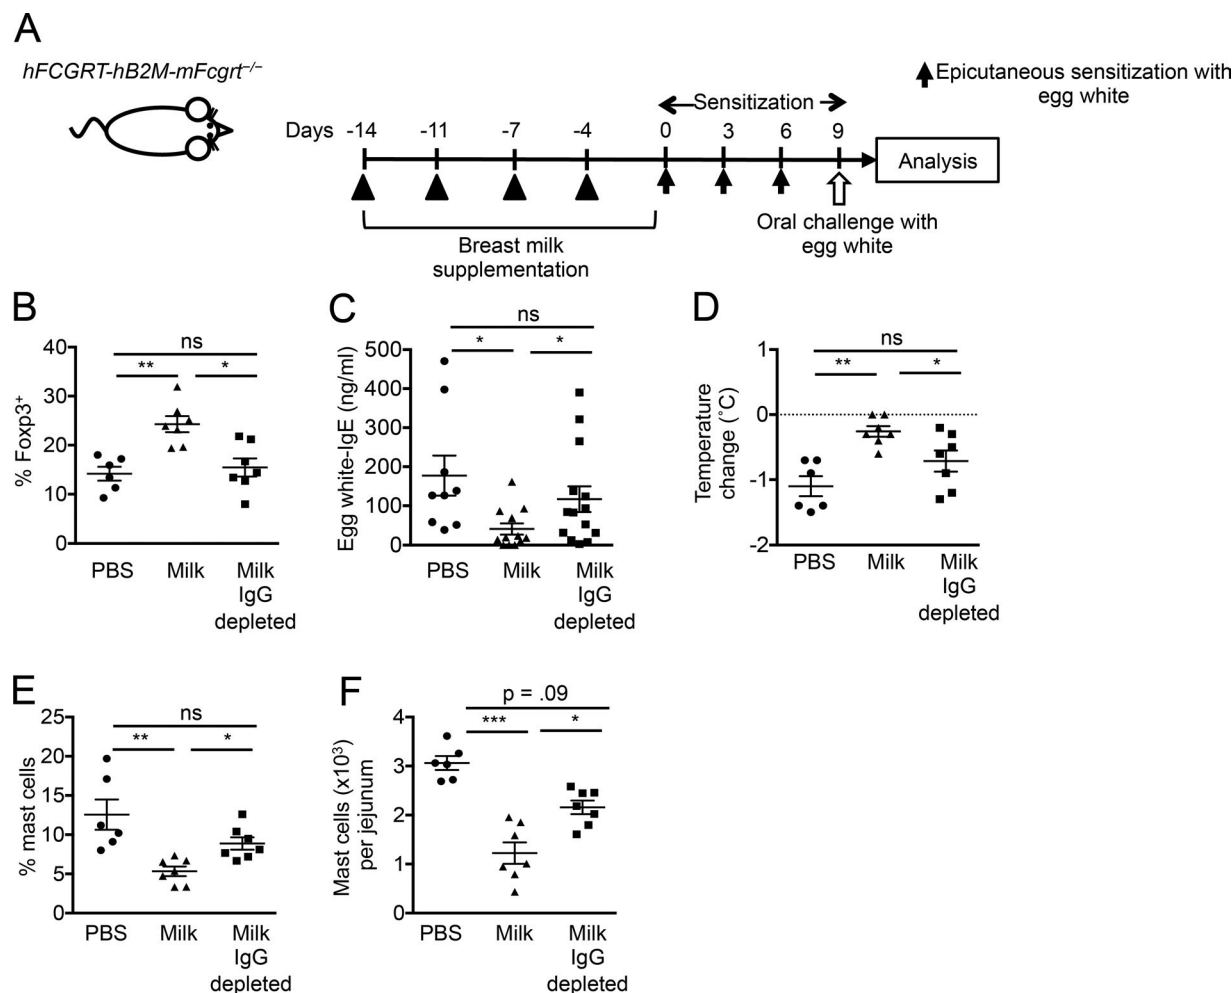 A
hFCGRT-hB2M-mFcgrt–/–
Epicutaneous sensitization with
egg white
Sensitization
Days -14 -11 -7 -4 0 3 6 9
Analysis
Breast milk
supplementation
Oral challenge with
egg white
B
ns
** *
40
30
20
10
0
% Foxp3+
PBS Milk Milk
IgG
depleted
C
ns
* *
500
400
300
200
100
0
Egg white-IgE (ng/ml)
PBS Milk Milk
IgG
depleted
D
ns
** *
1
0
-1
-2
Temperature
change (˚C)
PBS Milk Milk
IgG
depleted
E
ns
** *
25
20
15
10
5
0
% mast cells
PBS Milk Milk
IgG
depleted
F
p = .09
*** *
4
3
2
1
0
Mast cells (x10³)
per jejunum
PBS Milk Milk
IgG
depleted